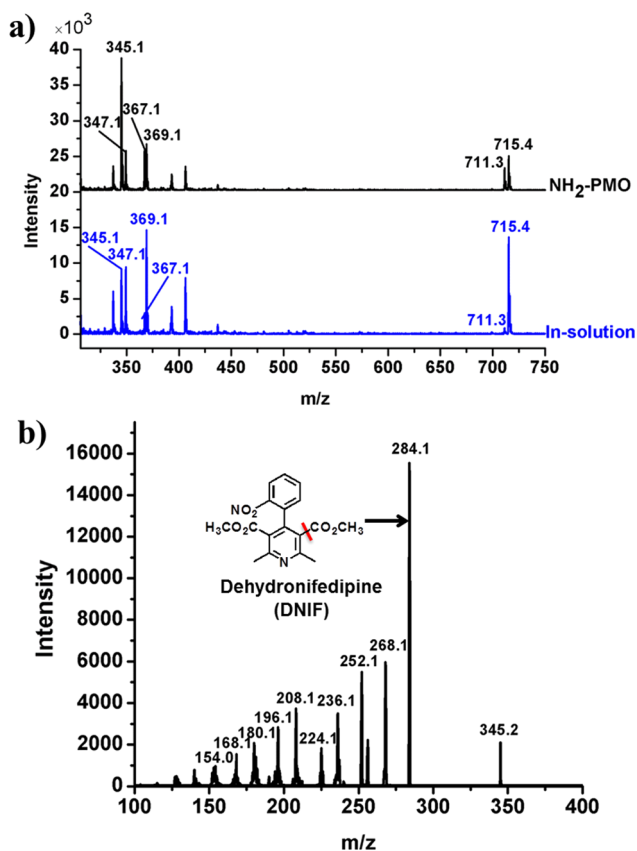 a)
×10³
40
35
30
25
20
15
10
5
0
Intensity
345.1
347.1
367.1
369.1
711.3
715.4
NH₂-PMO
345.1
347.1
369.1
367.1
711.3
715.4
In-solution
350 400 450 500 550 600 650 700 750
m/z
b)
16000
14000
12000
10000
8000
6000
4000
2000
0
Intensity
284.1
NO₂
H₃CO₂C
CO₂CH₃
N
Dehydronifedipine
(DNIF)
154.0
168.1
180.1
196.1
208.1
224.1
236.1
252.1
268.1
345.2
100 150 200 250 300 350 400
m/z